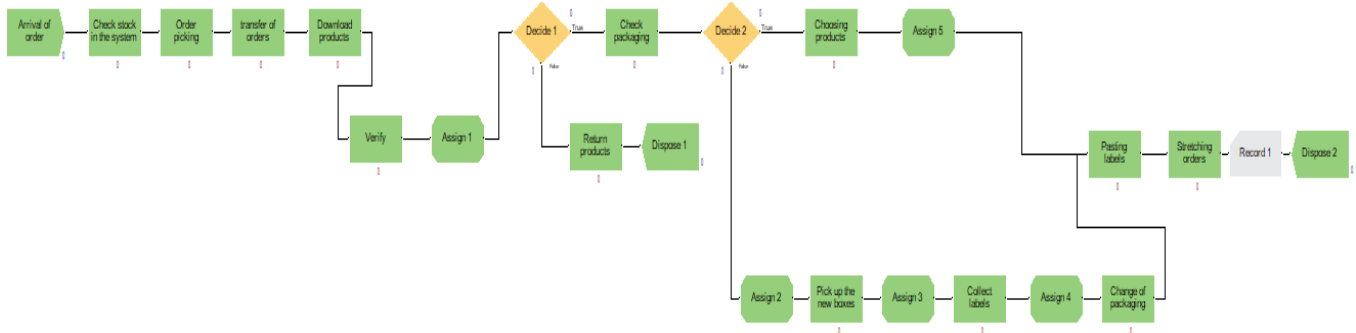 Arrival of
order
Check stock
in the system
Order
picking
transfer of
orders
Download
products
Decide 1
True
False
Check
packaging
Decide 2
True
False
Choosing
products
Assign 5
Verify
Assign 1
Return
products
Dispose 1
Pasting
labels
Stretching
orders
Record 1
Dispose 2
Assign 2
Pick up the
new boxes
Assign 3
Collect
labels
Assign 4
Change of
packaging